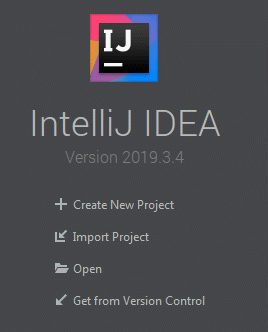 IJ
IntelliJ IDEA
Version 2019.3.4
Create New Project
Import Project
Open
Get from Version Control